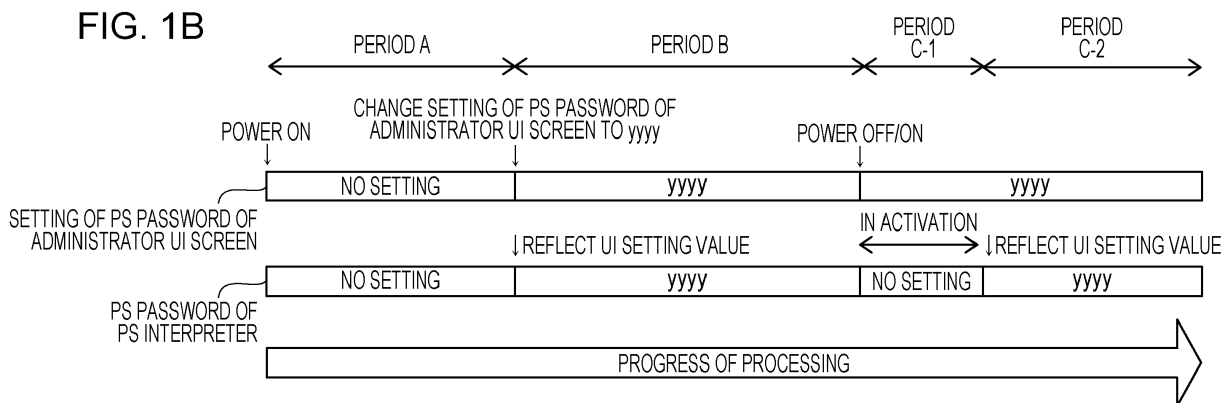 FIG. 1B
PERIOD A
PERIOD B
PERIOD
C-1
PERIOD
C-2
POWER ON
CHANGE SETTING OF PS PASSWORD OF
ADMINISTRATOR UI SCREEN TO yyyy
POWER OFF/ON
NO SETTING
yyyy
yyyy
SETTING OF PS PASSWORD OF
ADMINISTRATOR UI SCREEN
IN ACTIVATION
REFLECT UI SETTING VALUE
REFLECT UI SETTING VALUE
NO SETTING
yyyy
NO SETTING
yyyy
PS PASSWORD OF
PS INTERPRETER
PROGRESS OF PROCESSING